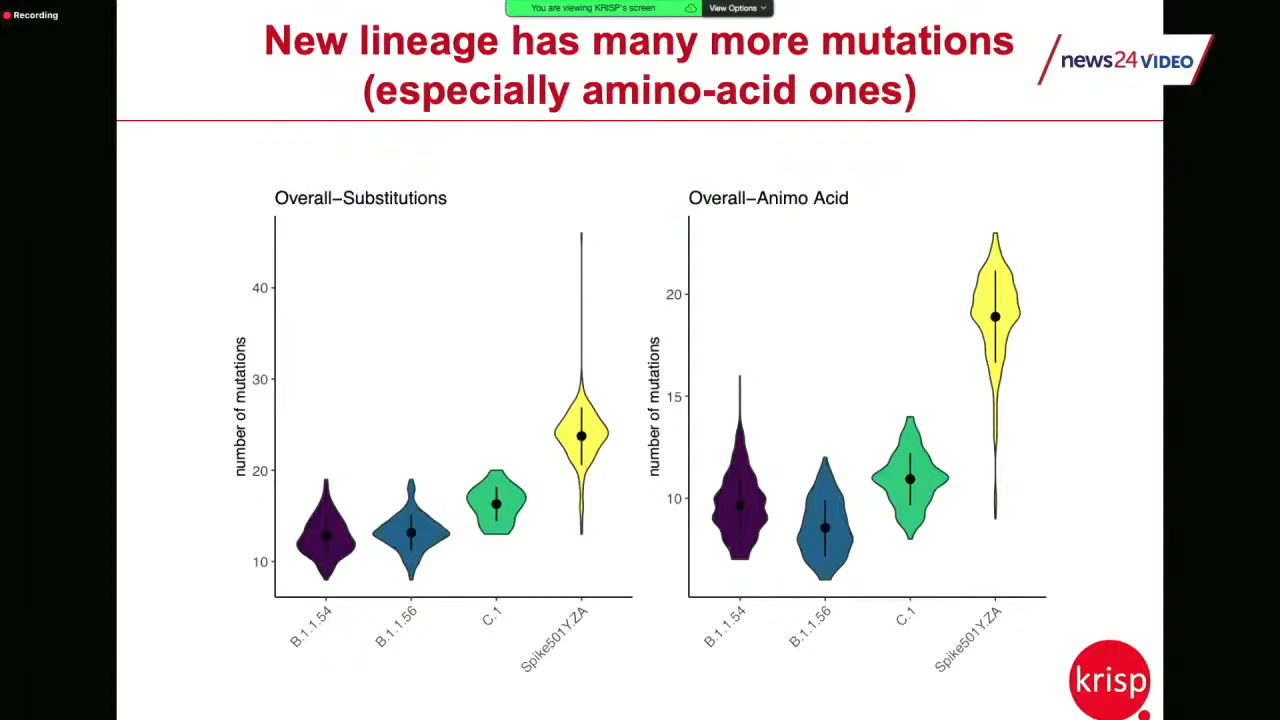 Recording
You are viewing KRISP's screen
View Options
New lineage has many more mutations
(especially amino-acid ones)
news24 VIDEO
Overall–Substitutions
number of mutations
40
30
20
10
B.1.1.54
B.1.1.56
C.1
Spike501Y.ZA
Overall–Animo Acid
number of mutations
20
15
10
B.1.1.54
B.1.1.56
C.1
Spike501Y.ZA
krisp